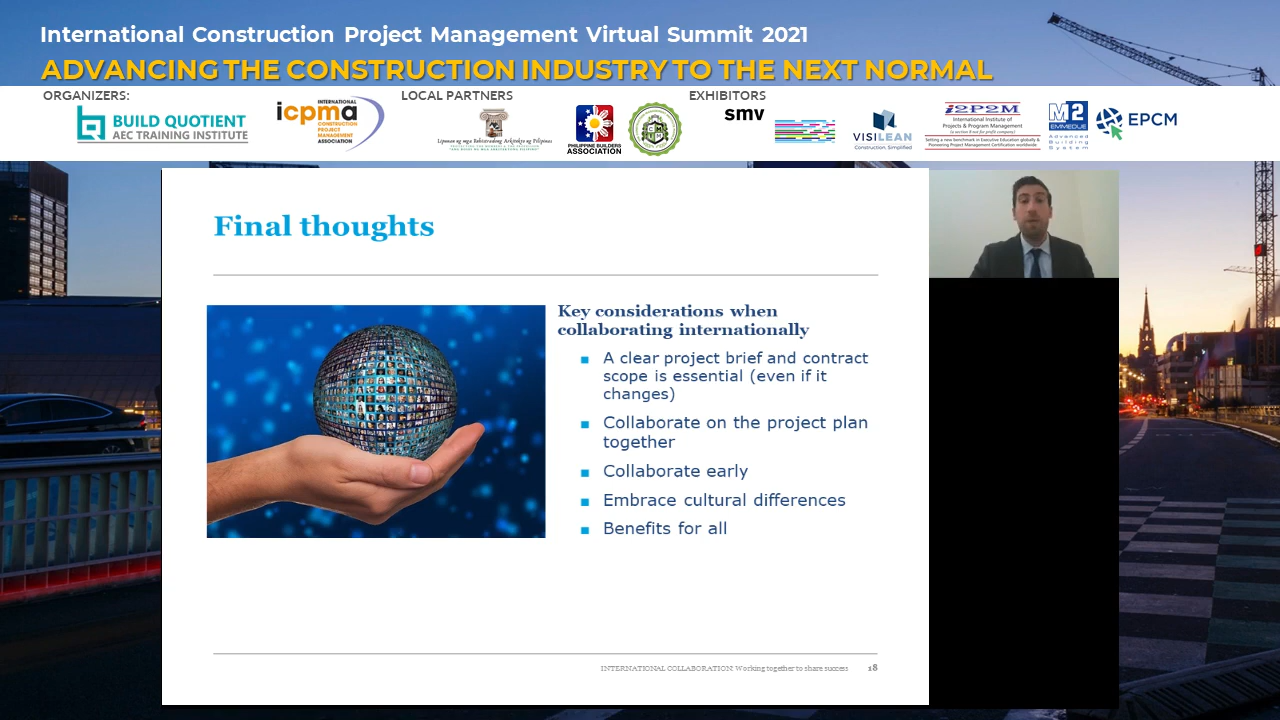 International Construction Project Management Virtual Summit 2021
ADVANCING THE CONSTRUCTION INDUSTRY TO THE NEXT NORMAL
ORGANIZERS:
LOCAL PARTNERS
EXHIBITORS
BUILD QUOTIENT
AEC TRAINING INSTITUTE
icpma
INTERNATIONAL
CONSTRUCTION
PROJECT
MANAGEMENT
ASSOCIATION
PHILIPPINE BUILDERS
ASSOCIATION
smv
VISILEAN
Construction Simplified
I2P2M
International Institute of
Projects & Program Management
M2
EMMEDUE
Advanced
Building
System
EPCM
Final thoughts
Key considerations when
collaborating internationally
A clear project brief and contract
scope is essential (even if it
changes)
Collaborate on the project plan
together
Collaborate early
Embrace cultural differences
Benefits for all
INTERNATIONAL COLLABORATION: Working together to share success
18